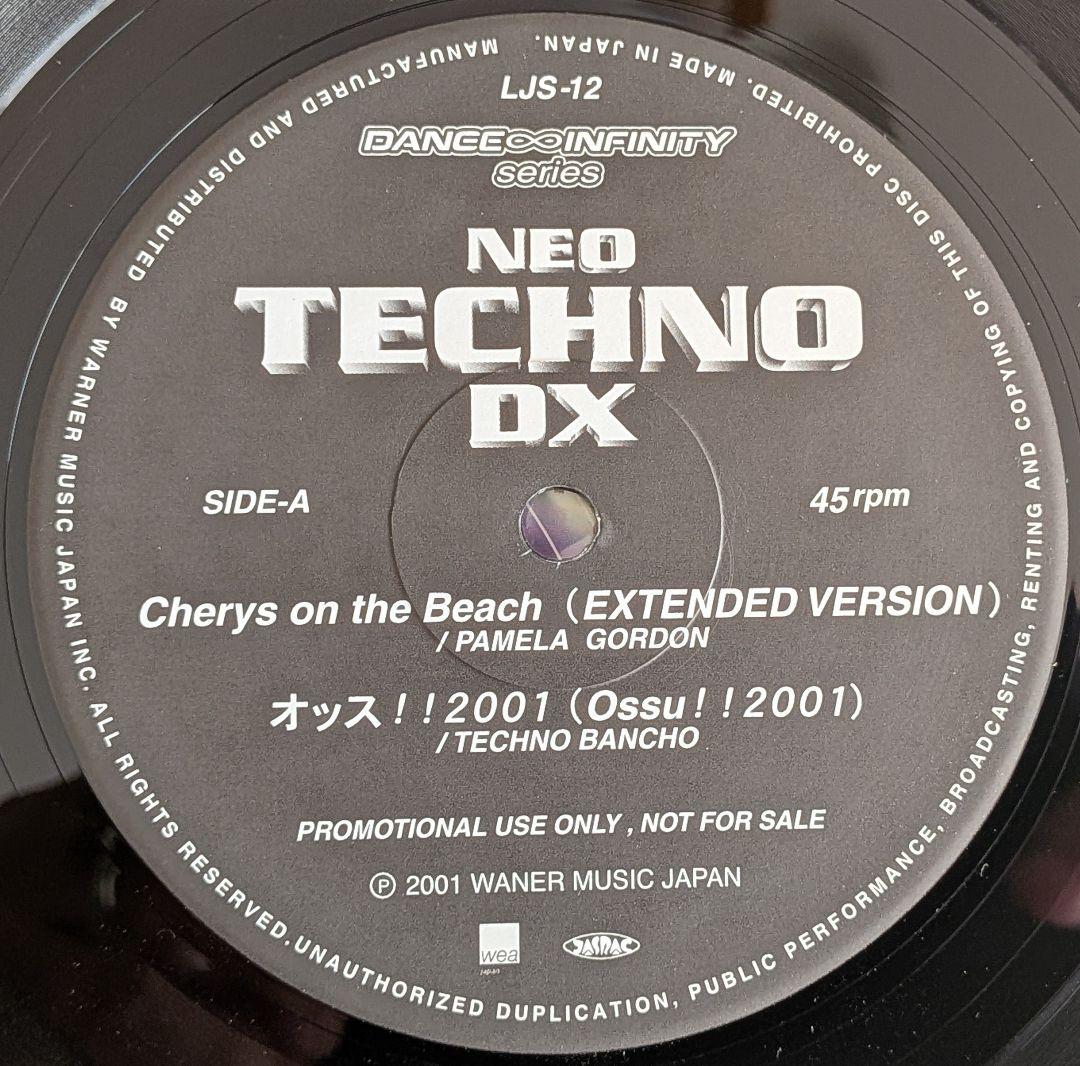 LJS-12
DANCE∞INFINITY
series
NEO
TECHNO
DX
SIDE-A
45rpm
Cherys on the Beach (EXTENDED VERSION)
/ PAMELA GORDON
オッス!!2001(Ossu!!2001)
/ TECHNO BANCHO
PROMOTIONAL USE ONLY, NOT FOR SALE
Ⓟ 2001 WANER MUSIC JAPAN
wea
japan
JASRAC
MANUFACTURED AND DISTRIBUTED BY WARNER MUSIC JAPAN INC. ALL RIGHTS RESERVED. UNAUTHORIZED DUPLICATION, PUBLIC PERFORMANCE, BROADCASTING, RENTING AND COPYING OF THIS DISC PROHIBITED. MADE IN JAPAN.